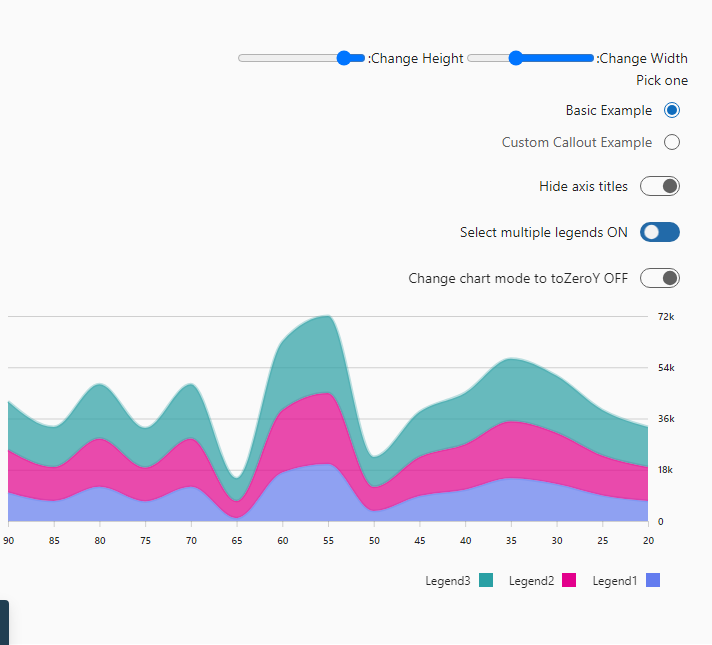 :Change Height :Change Width
Pick one
Basic Example
Custom Callout Example
Hide axis titles
Select multiple legends ON
Change chart mode to toZeroY OFF
72k
54k
36k
18k
0
90 85 80 75 70 65 60 55 50 45 40 35 30 25 20
Legend3 Legend2 Legend1